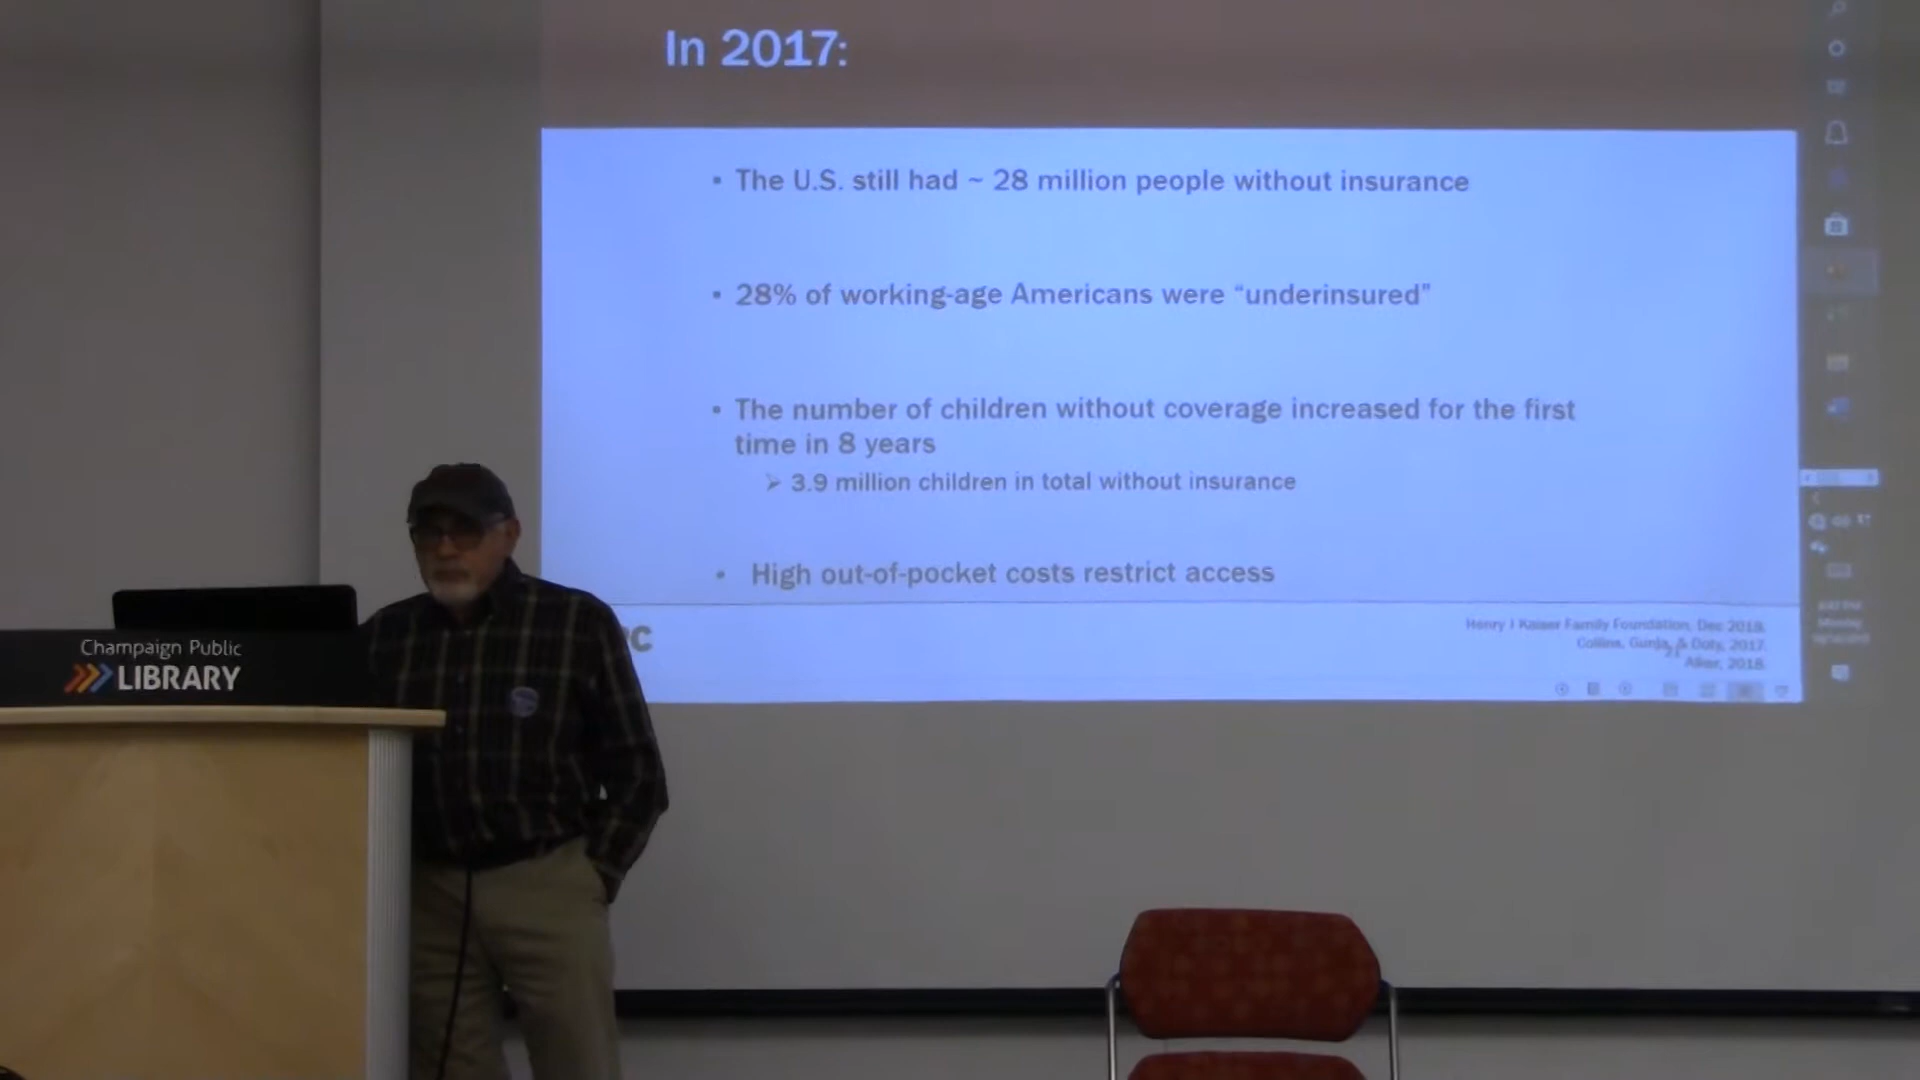 In 2017:
• The U.S. still had ~ 28 million people without insurance
• 28% of working-age Americans were “underinsured”
• The number of children without coverage increased for the first
time in 8 years
➢ 3.9 million children in total without insurance
• High out-of-pocket costs restrict access
Henry J Kaiser Family Foundation, Dec 2018.
Collins, Gunja, & Doty, 2017.
Alker, 2018.
Champaign Public
LIBRARY